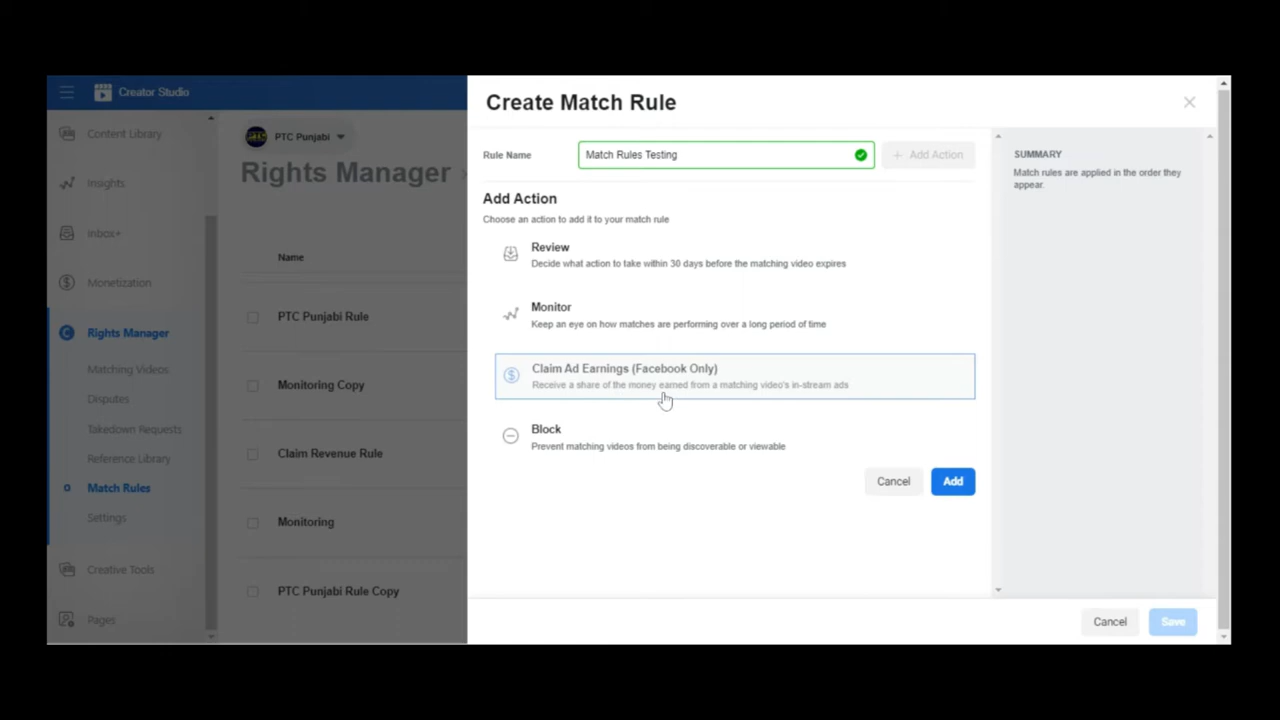 Creator Studio
Create Match Rule
Content Library
PTC Punjabi
Rule Name
Match Rules Testing
+ Add Action
SUMMARY
Match rules are applied in the order they
appear.
Rights Manager
Insights
Add Action
Choose an action to add it to your match rule
Inbox+
Review
Decide what action to take within 30 days before the matching video expires
Name
Monetization
Monitor
Keep an eye on how matches are performing over a long period of time
PTC Punjabi Rule
Rights Manager
Matching Videos
Claim Ad Earnings (Facebook Only)
Receive a share of the money earned from a matching video's in-stream ads
Monitoring Copy
Disputes
Takedown Requests
Block
Prevent matching videos from being discoverable or viewable
Claim Revenue Rule
Reference Library
Cancel
Add
Match Rules
Settings
Monitoring
Creative Tools
PTC Punjabi Rule Copy
Pages
Cancel
Save